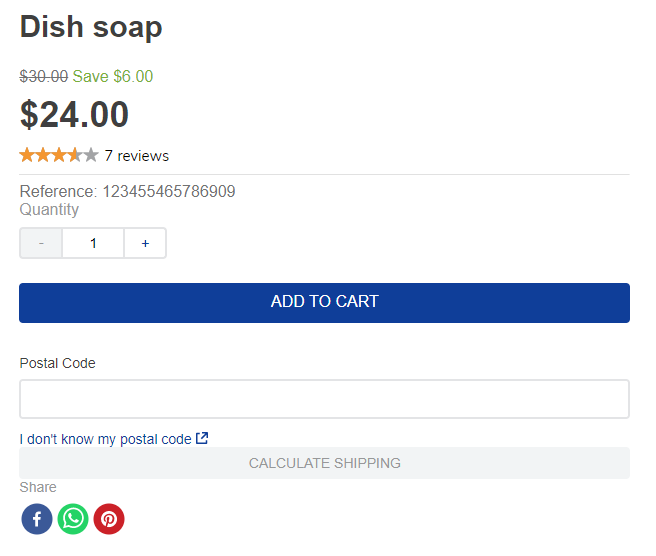 Dish soap
$30.00 Save $6.00
$24.00
7 reviews
Reference: 123455465786909
Quantity
- 1 +
ADD TO CART
Postal Code
I don't know my postal code
CALCULATE SHIPPING
Share